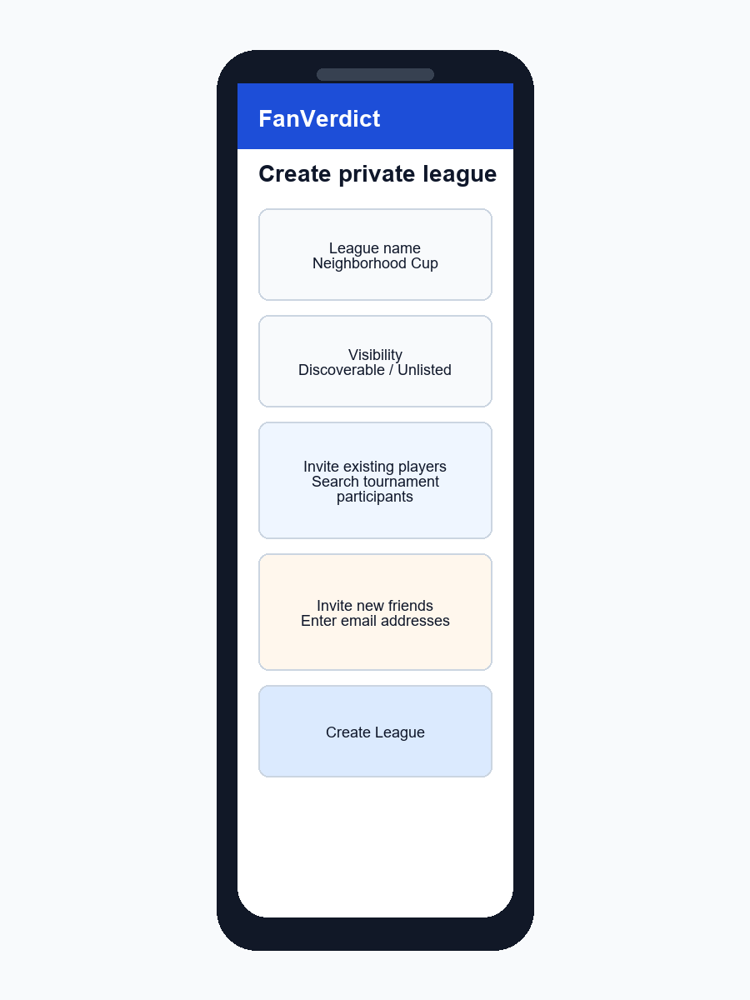 FanVerdict
Create private league
League name
Neighborhood Cup
Visibility
Discoverable / Unlisted
Invite existing players
Search tournament
participants
Invite new friends
Enter email addresses
Create League